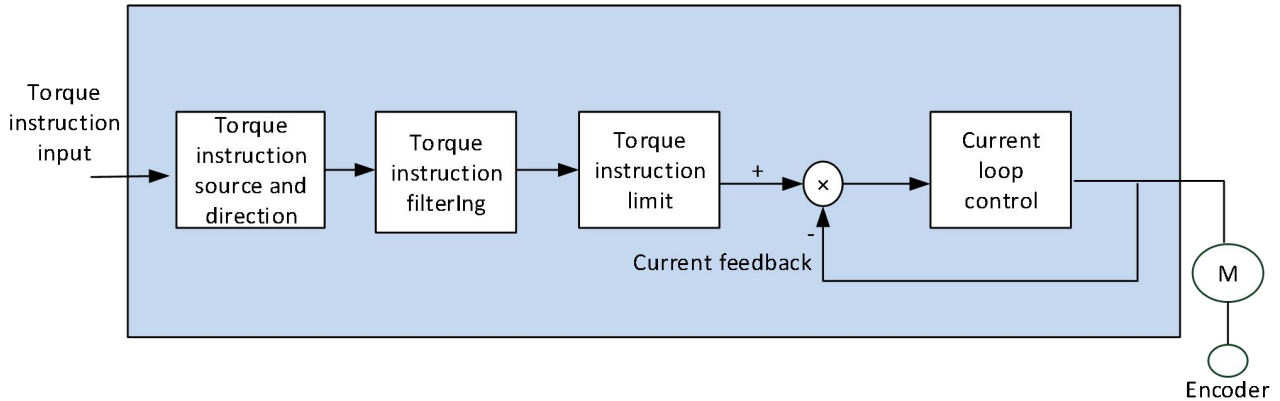 Torque
instruction
input
Torque
instruction
source and
direction
Torque
instruction
filterIng
Torque
instruction
limit
+
×
-
Current feedback
Current
loop
control
M
Encoder